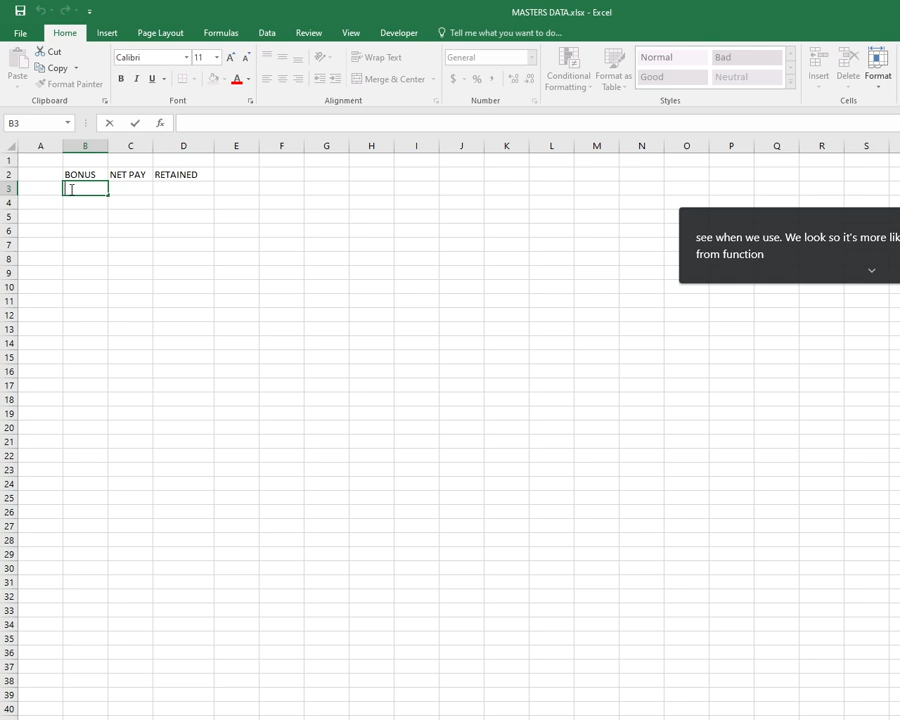 MASTERS DATA.xlsx - Excel
File Home Insert Page Layout Formulas Data Review View Developer Tell me what you want to do...
Paste
Cut
Copy
Format Painter
Clipboard
Calibri 11 A A
B I U A
Font
Wrap Text
Merge & Center
Alignment
General
$ % ,
Number
Conditional Formatting
Format as Table
Normal Bad
Good Neutral
Styles
Insert Delete Format
Cells
B3 fx
A B C D E F G H I J K L M N O P Q R S
1
2 BONUS NET PAY RETAINED
3
4
5
6
7
8
9
10
11
12
13
14
15
16
17
18
19
20
21
22
23
24
25
26
27
28
29
30
31
32
33
34
35
36
37
38
39
40
see when we use. We look so it's more lik
from function